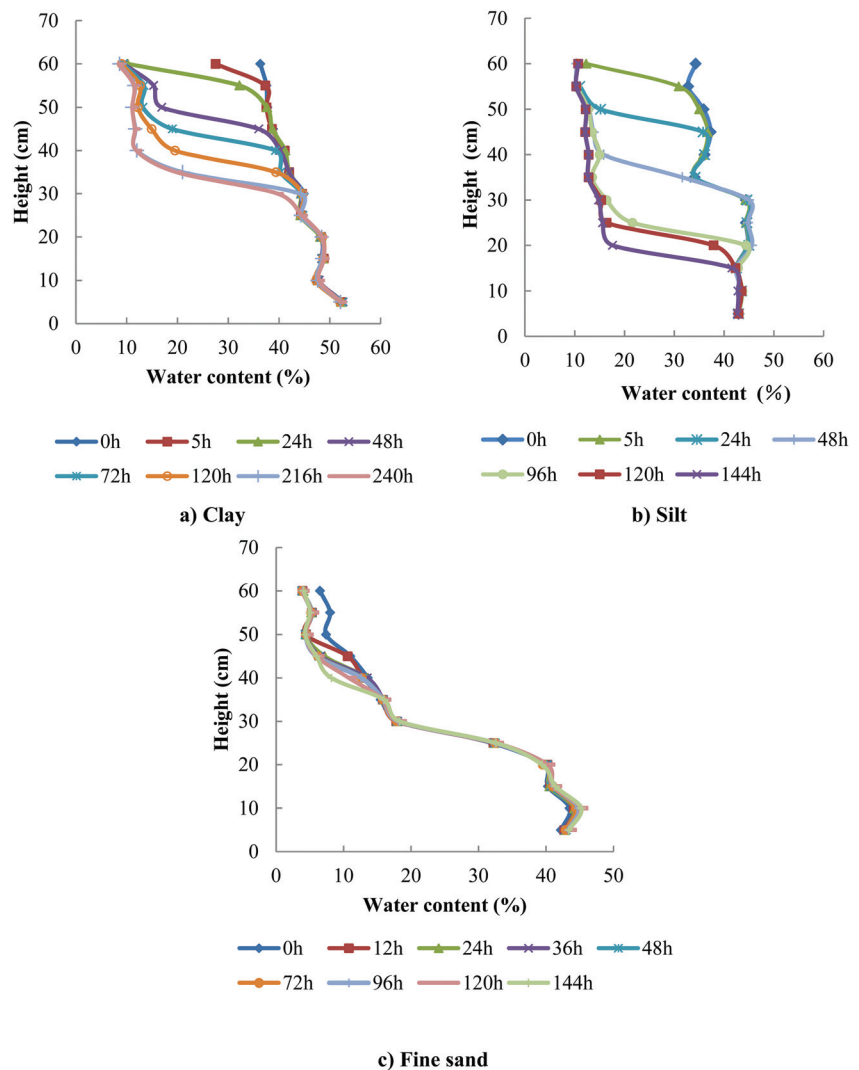 70
60
50
40
30
20
10
0
Height (cm)
0 10 20 30 40 50 60
Water content (%)
0h 5h 24h 48h
72h 120h 216h 240h
a) Clay
70
60
50
40
30
20
10
0
Height (cm)
0 10 20 30 40 50 60
Water content (%)
0h 5h 24h 48h
96h 120h 144h
b) Silt
70
60
50
40
30
20
10
0
Height (cm)
0 10 20 30 40 50
Water content (%)
0h 12h 24h 36h 48h
72h 96h 120h 144h
c) Fine sand